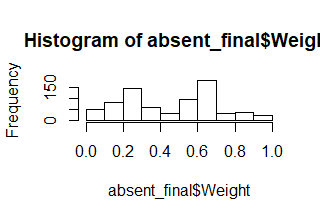 Histogram of absent_final$Weigl
Frequency
150
0
0.0 0.2 0.4 0.6 0.8 1.0
absent_final$Weight